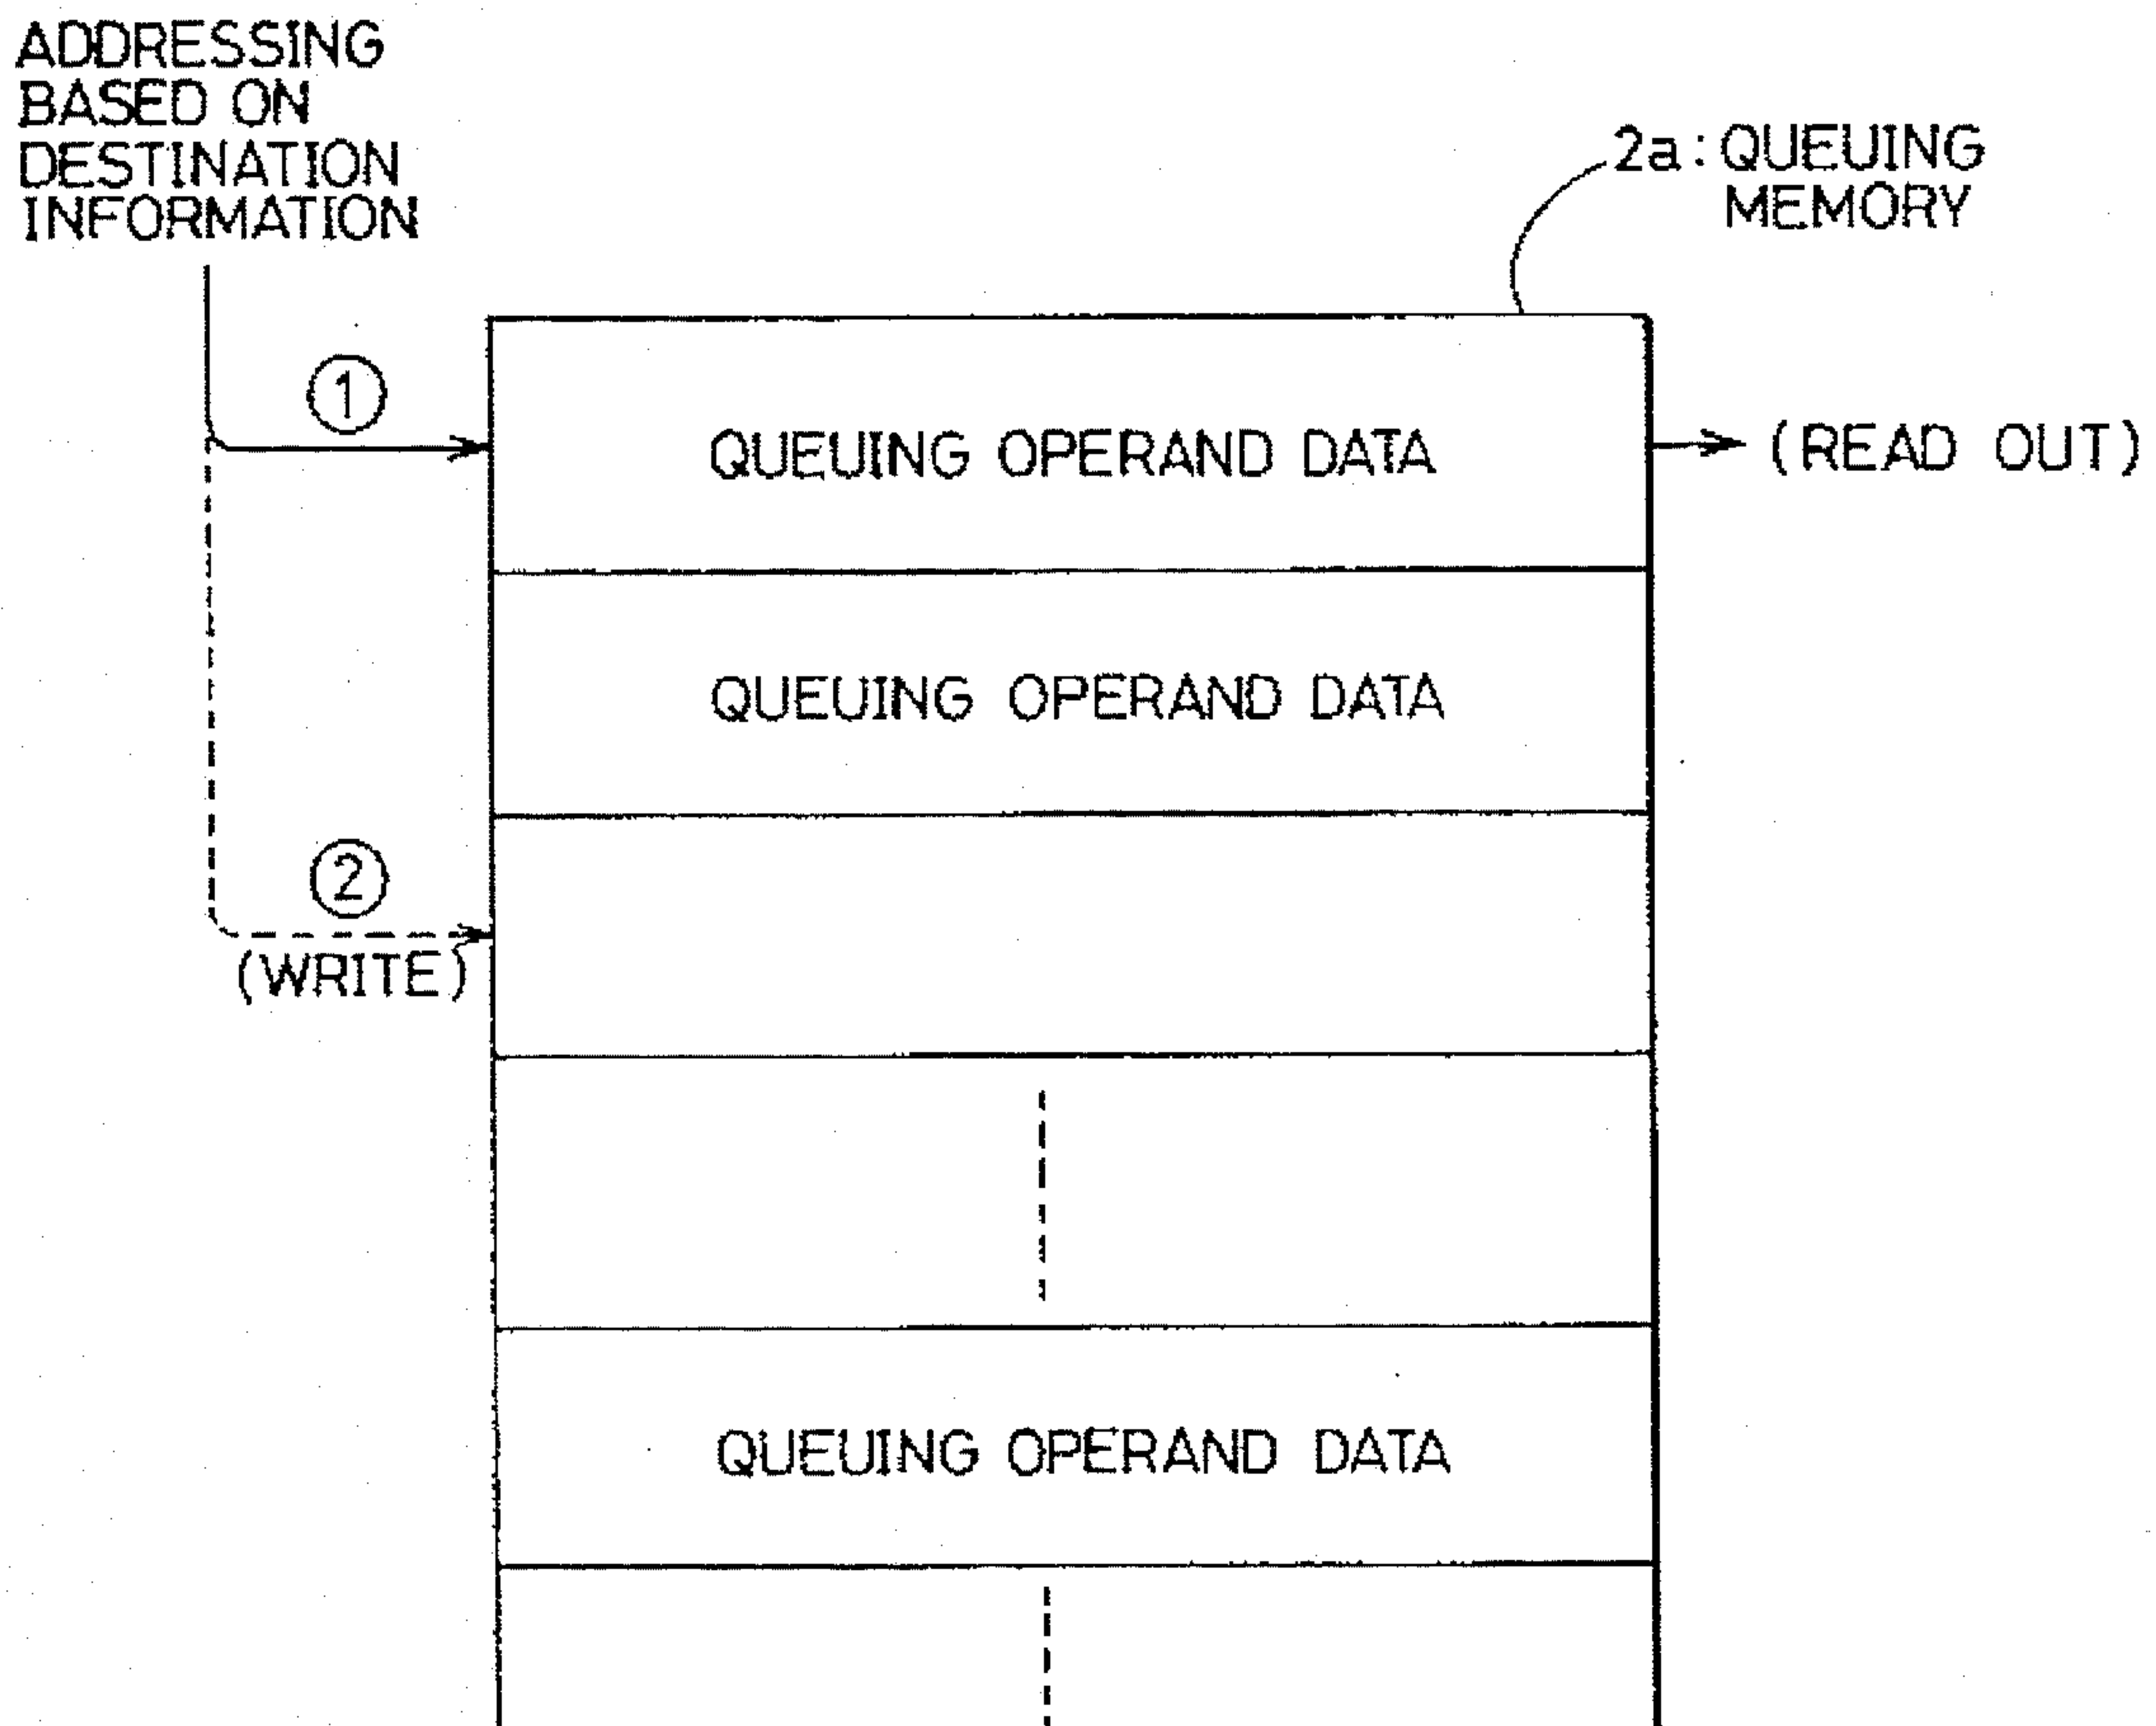 ADDRESSING
BASED ON
DESTINATION
INFORMATION
2a: QUEUING
MEMORY
1
QUEUING OPERAND DATA
(READ OUT)
QUEUING OPERAND DATA
2
(WRITE)
QUEUING OPERAND DATA